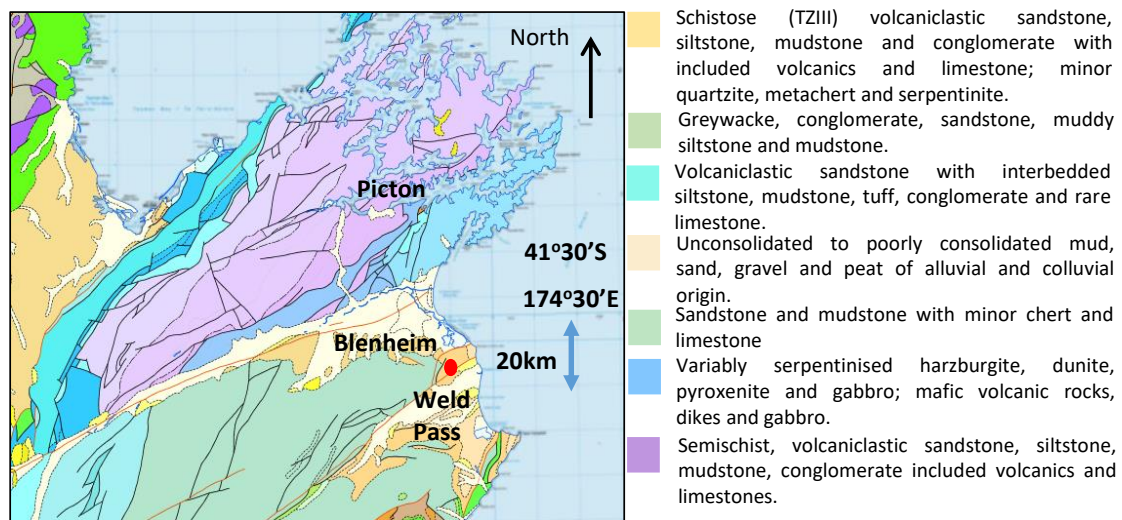 North
Picton
41°30'S
174°30'E
Blenheim
20km
Weld
Pass
Schistose (TZIII) volcaniclastic sandstone,
siltstone, mudstone and conglomerate with
included volcanics and limestone; minor
quartzite, metachert and serpentinite.
Greywacke, conglomerate, sandstone, muddy
siltstone and mudstone.
Volcaniclastic sandstone with interbedded
siltstone, mudstone, tuff, conglomerate and rare
limestone.
Unconsolidated to poorly consolidated mud,
sand, gravel and peat of alluvial and colluvial
origin.
Sandstone and mudstone with minor chert and
limestone
Variably serpentinised harzburgite, dunite,
pyroxenite and gabbro; mafic volcanic rocks,
dikes and gabbro.
Semischist, volcaniclastic sandstone, siltstone,
mudstone, conglomerate included volcanics and
limestones.